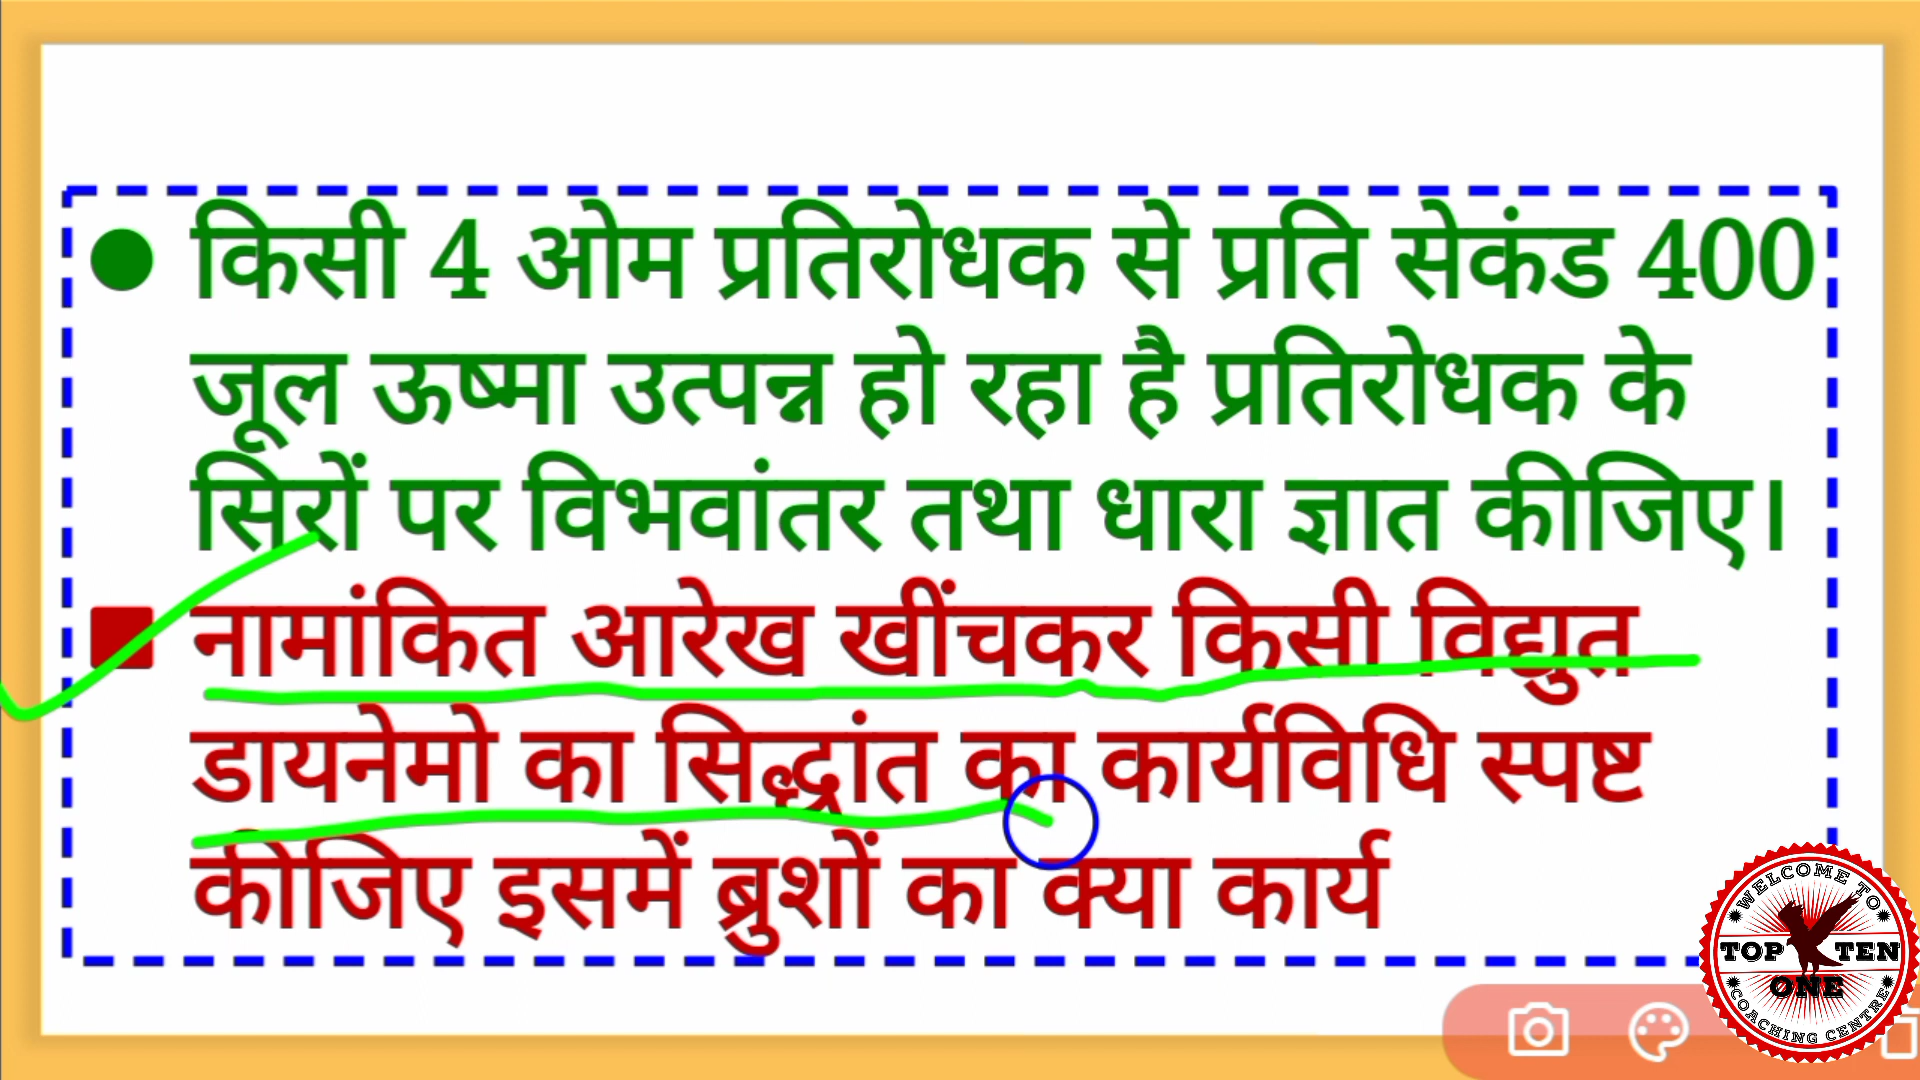 किसी 4 ओम प्रतिरोधक से प्रति सेकंड 400
जूल ऊष्मा उत्पन्न हो रहा है प्रतिरोधक के
सिरों पर विभवांतर तथा धारा ज्ञात कीजिए।
नामांकित आरेख खींचकर किसी विद्युत
डायनेमो का सिद्धांत का कार्यविधि स्पष्ट
कीजिए इसमें ब्रुशों का क्या कार्य
WELCOME TO
TOP TEN
ONE
COACHING CENTRE